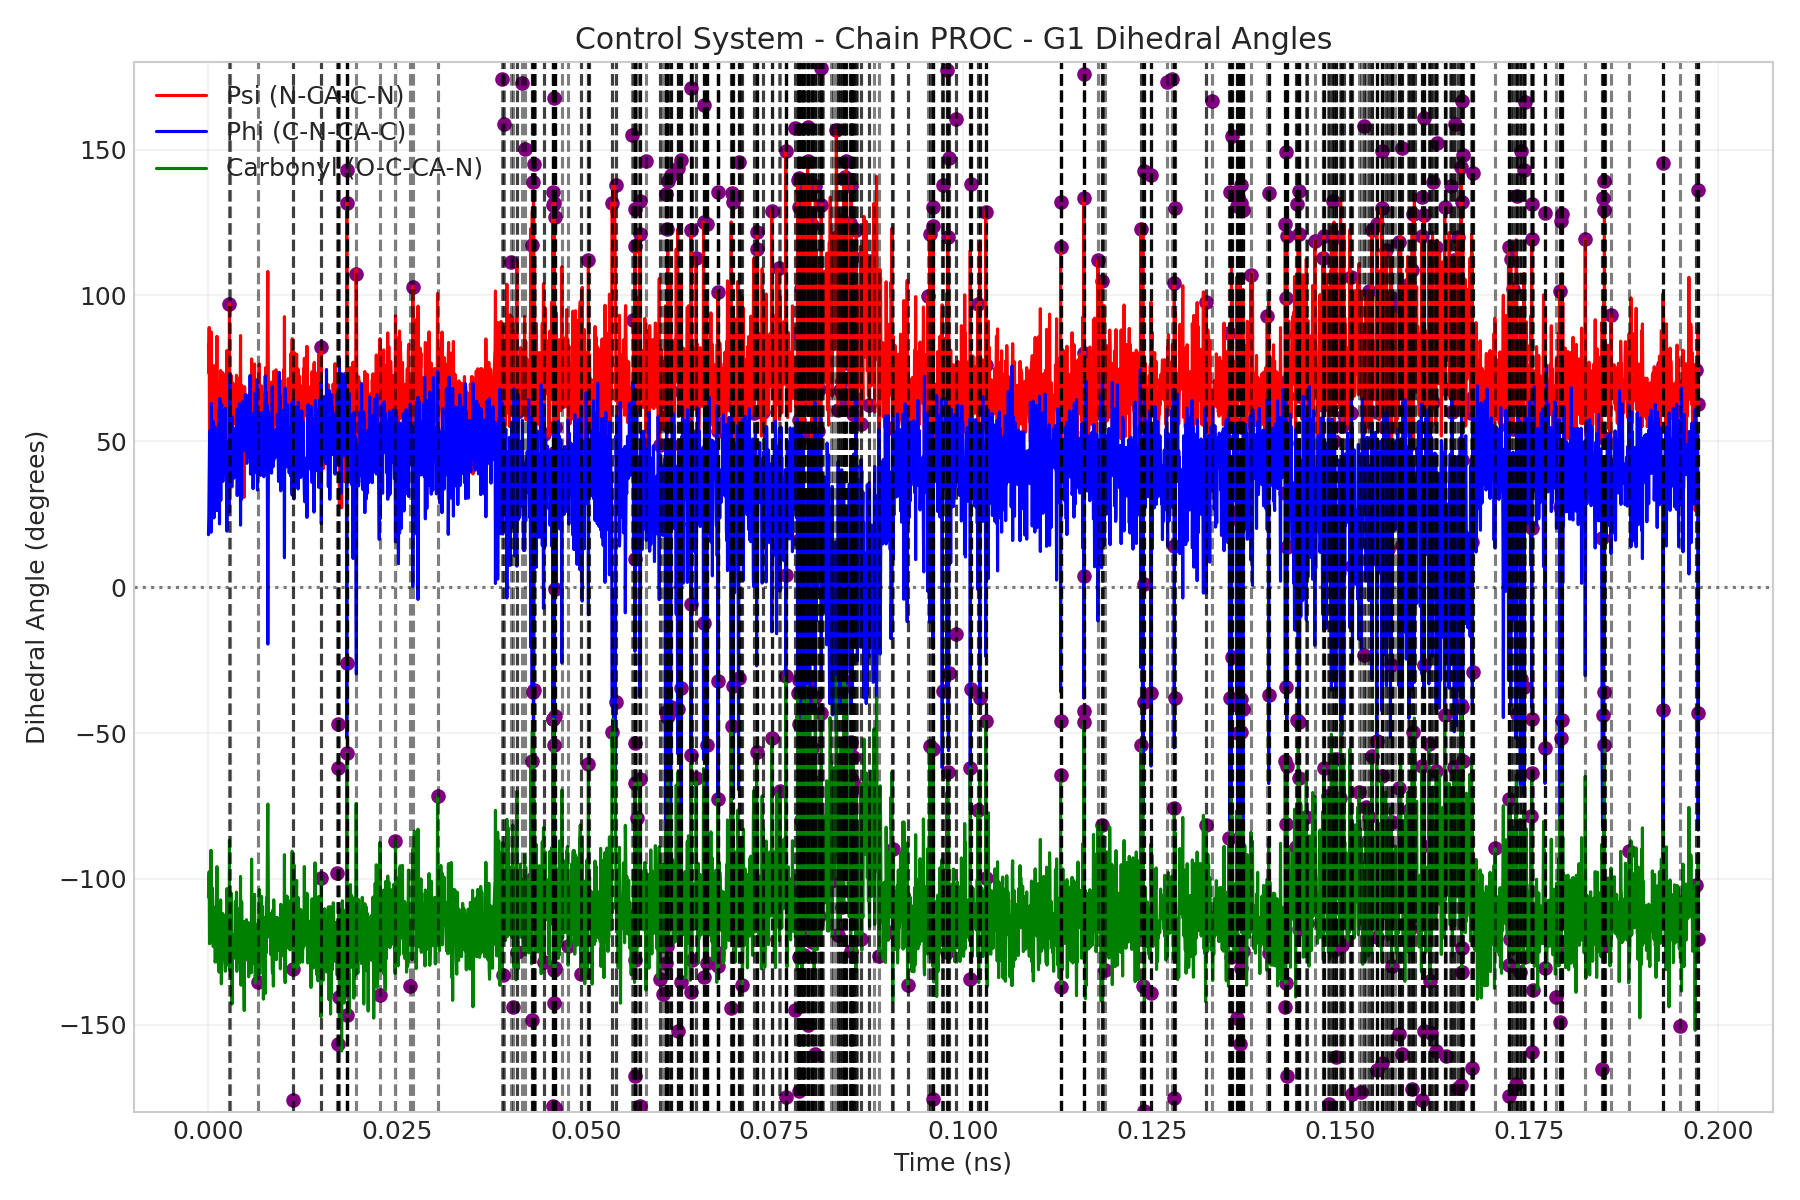 Control System - Chain PROC - G1 Dihedral Angles
Psi (N-CA-C-N)
Phi (C-N-CA-C)
Carbonyl (O-C-CA-N)
Dihedral Angle (degrees)
150
100
50
0
−50
−100
−150
0.000
0.025
0.050
0.075
0.100
0.125
0.150
0.175
0.200
Time (ns)